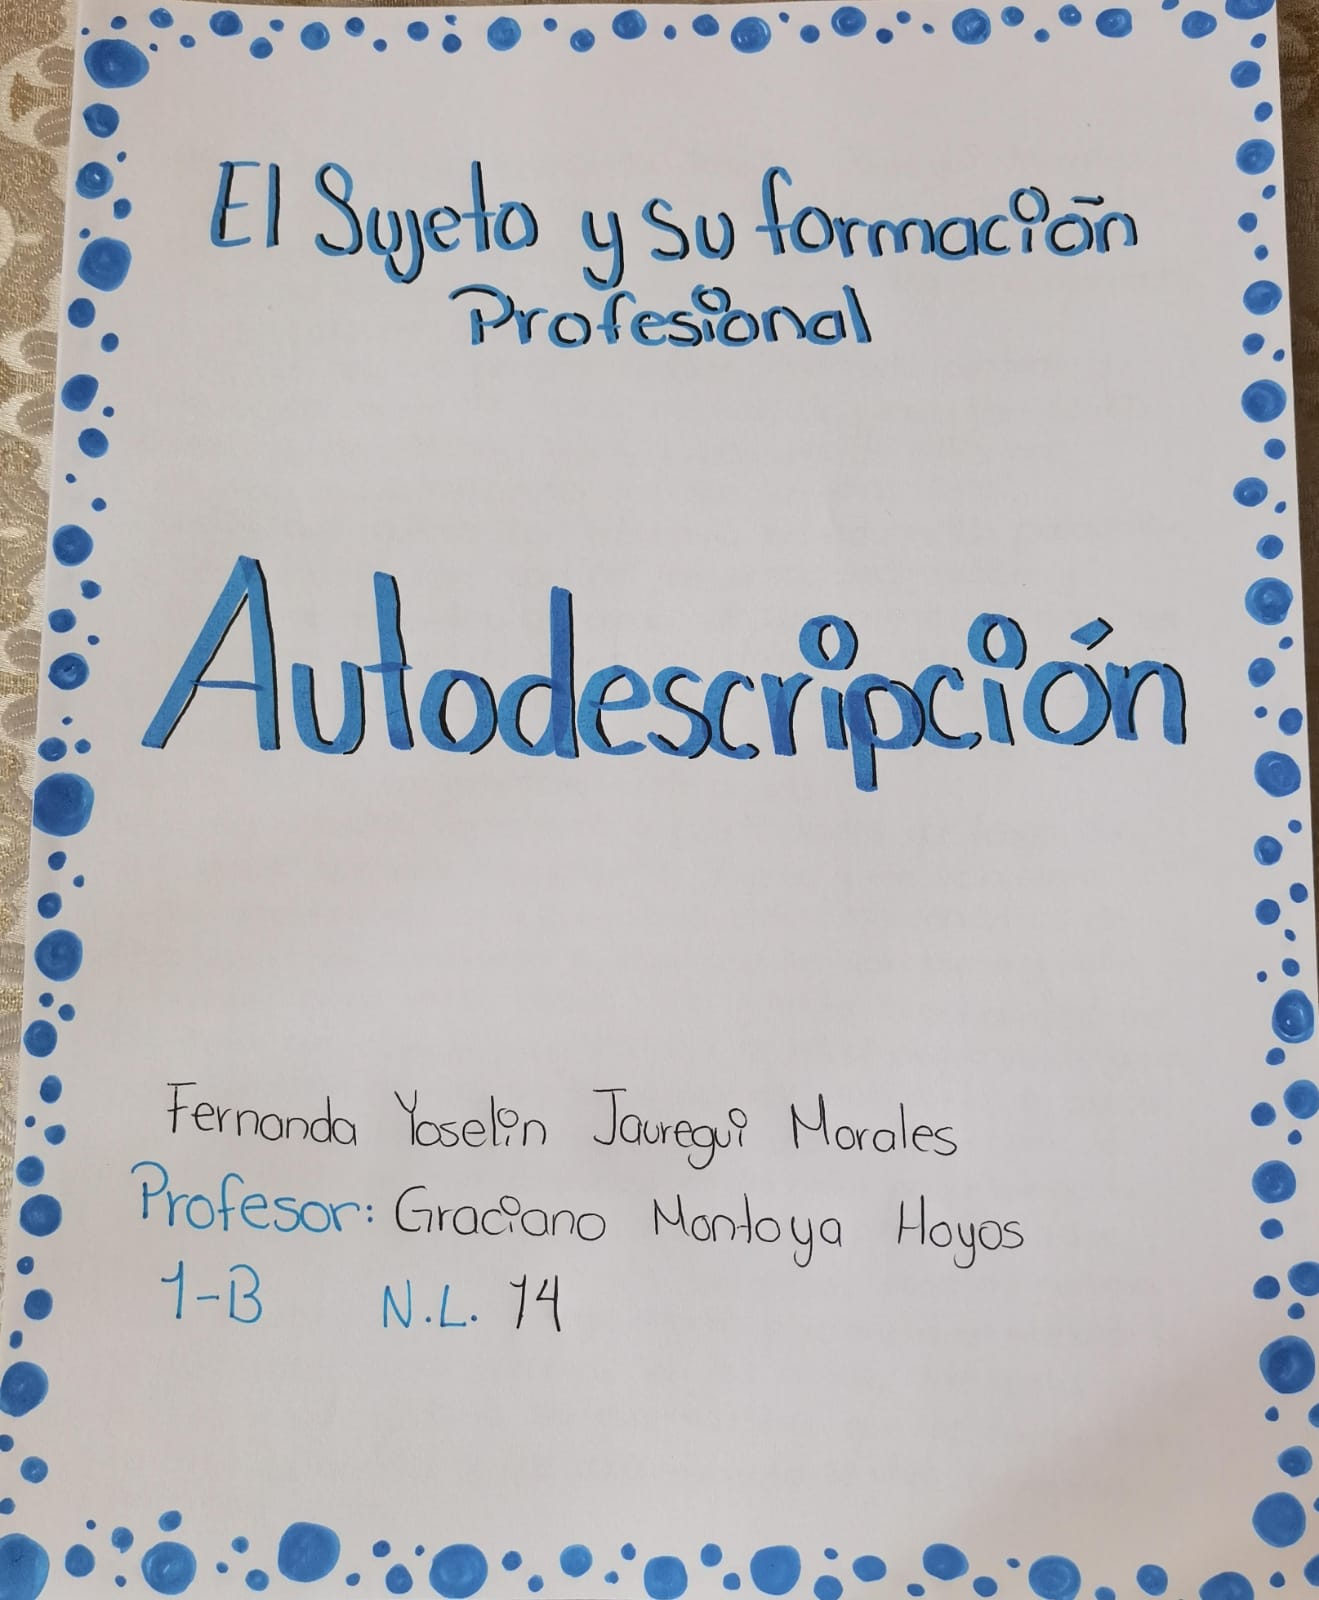 El Sujeto y su formación
Profesional
Autodescripción
Fernanda Yoselin Jauregui Morales
Profesor: Graciano Montoya Hoyos
1-B N.L. 14